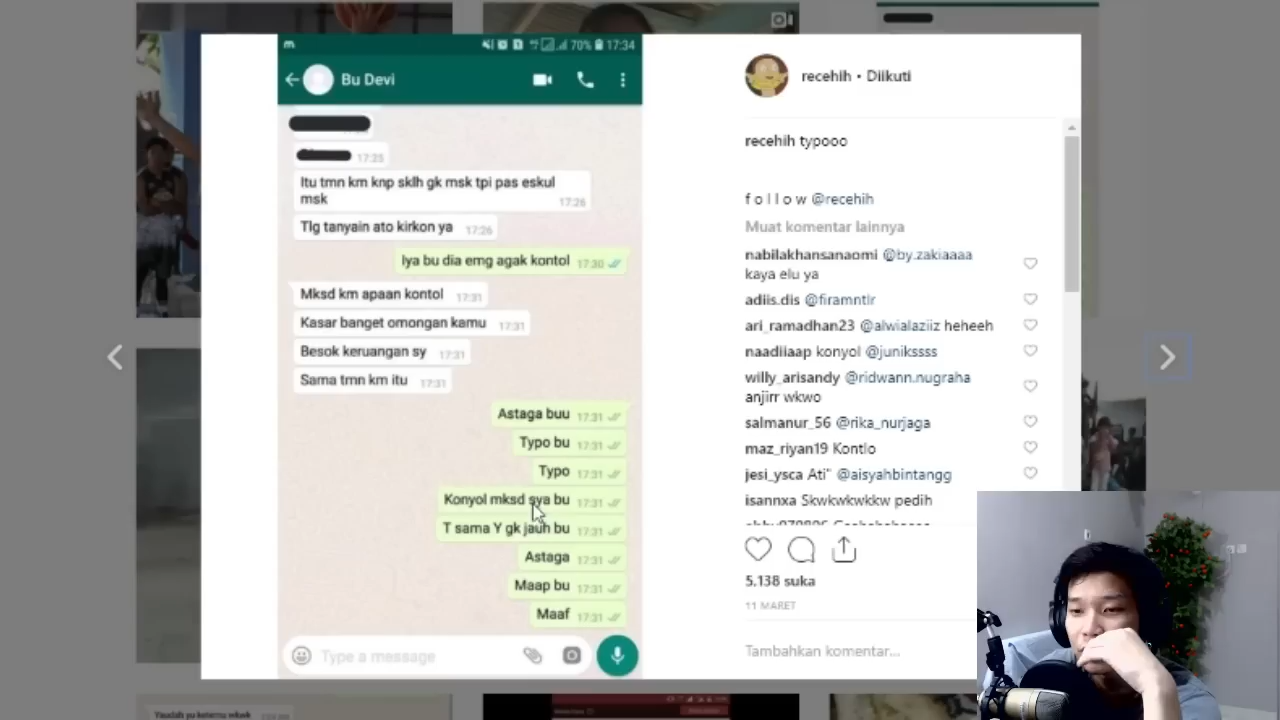 70% 17:34
Bu Devi
17:25
Itu tmn km knp sklh gk msk tpi pas eskul
msk
17:26
Tlg tanyain ato kirkon ya 17:26
Iya bu dia emg agak kontol 17:30
Mksd km apaan kontol 17:31
Kasar banget omongan kamu 17:31
Besok keruangan sy 17:31
Sama tmn km itu 17:31
Astaga buu 17:31
Typo bu 17:31
Typo 17:31
Konyol mksd sya bu 17:31
T sama Y gk jauh bu 17:31
Astaga 17:31
Maap bu 17:31
Maaf 17:31
Type a message
recehih • Diikuti
recehih typooo
f o l l o w @recehih
Muat komentar lainnya
nabilakhansanaomi @by.zakiaaaa
kaya elu ya
adiis.dis @firamntlr
ari_ramadhan23 @alwialaziiz heheeh
naadiiaap konyol @junikssss
willy_arisandy @ridwann.nugraha
anjirr wkwo
salmanur_56 @rika_nurjaga
maz_riyan19 Kontlo
jesi_ysca Ati" @aisyahbintangg
isannxa Skwkwkwkkw pedih
5.138 suka
11 MARET
Tambahkan komentar...